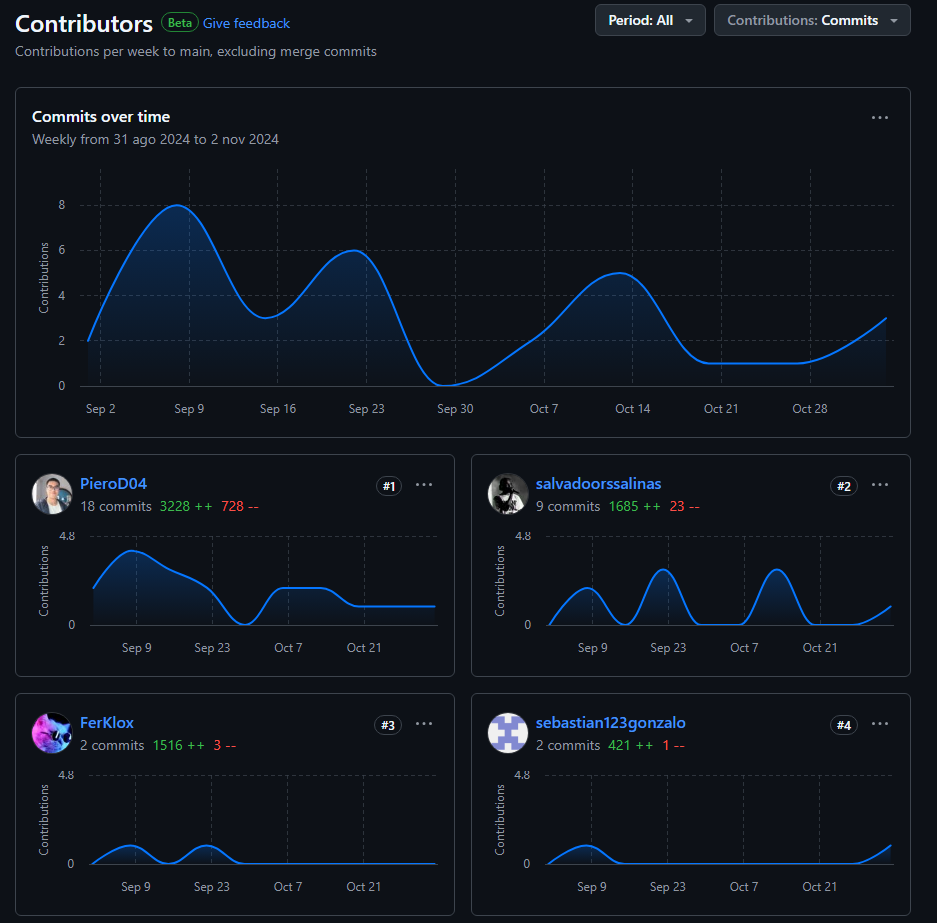 Contributors Beta Give feedback
Period: All
Contributions: Commits
Contributions per week to main, excluding merge commits
Commits over time
Weekly from 31 ago 2024 to 2 nov 2024
Contributions
8
6
4
2
0
Sep 2 Sep 9 Sep 16 Sep 23 Sep 30 Oct 7 Oct 14 Oct 21 Oct 28
PieroD04 #1
18 commits 3228 ++ 728 --
Contributions
4.8
0
Sep 9 Sep 23 Oct 7 Oct 21
salvadoorssalinas #2
9 commits 1685 ++ 23 --
Contributions
4.8
0
Sep 9 Sep 23 Oct 7 Oct 21
FerKlox #3
2 commits 1516 ++ 3 --
Contributions
4.8
0
Sep 9 Sep 23 Oct 7 Oct 21
sebastian123gonzalo #4
2 commits 421 ++ 1 --
Contributions
4.8
0
Sep 9 Sep 23 Oct 7 Oct 21